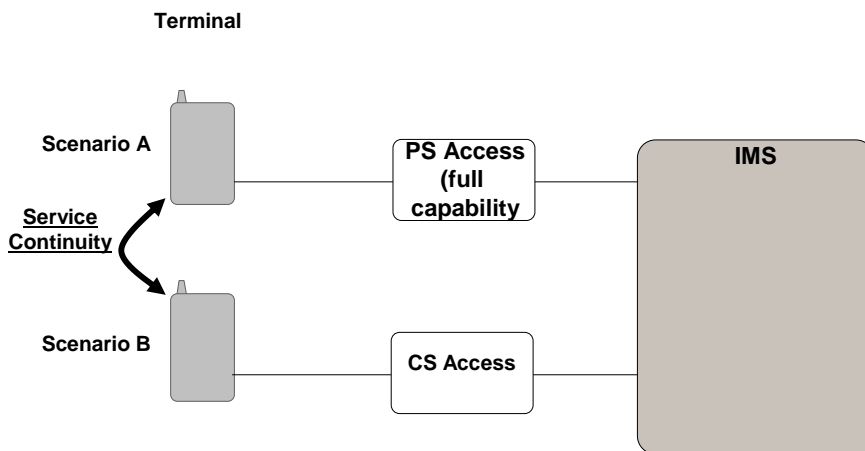 Terminal
Scenario A
PS Access
(full
capability
IMS
Service
Continuity
Scenario B
CS Access